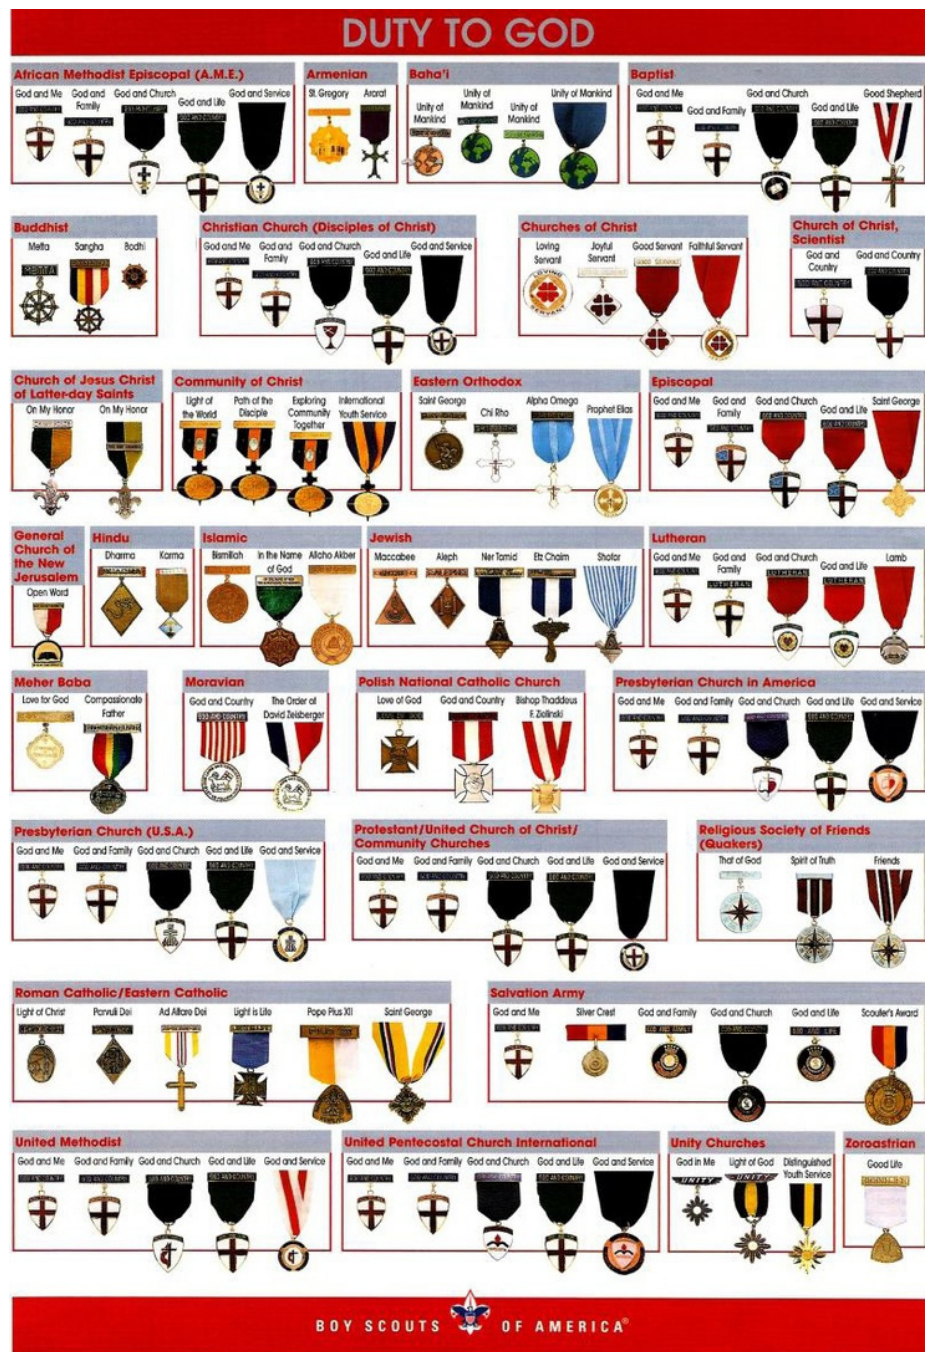 DUTY TO GOD
African Methodist Episcopal (A.M.E.)
God and Me
God and Family
God and Church
God and Life
God and Service
Armenian
St. Gregory
Ararat
Baha'i
Unity of Mankind
Unity of Mankind
Unity of Mankind
Unity of Mankind
Baptist
God and Me
God and Family
God and Church
God and Life
Good Shepherd
Buddhist
Metta
Sangha
Bodhi
METTA
Christian Church (Disciples of Christ)
God and Me
God and Family
God and Church
God and Life
God and Service
Churches of Christ
Loving Servant
Joyful Servant
Good Servant
Faithful Servant
LOVING
SERVANT
Church of Christ, Scientist
God and Country
God and Country
Church of Jesus Christ of Latter-day Saints
On My Honor
On My Honor
Community of Christ
Light of the World
Path of the Disciple
Exploring Community Together
International Youth Service
Eastern Orthodox
Saint George
Chi Rho
Alpha Omega
Prophet Elias
Episcopal
God and Me
God and Family
God and Church
God and Life
Saint George
General Church of the New Jerusalem
Open Word
Hindu
Dharma
Karma
Islamic
Bismillah
In the Name of God
Allaho Akber
Jewish
Maccabee
Aleph
Ner Tamid
Etz Chaim
Shofar
Lutheran
God and Me
God and Family
God and Church
God and Life
Lamb
LUTHERAN
LUTHERAN
LUTHERAN
Meher Baba
Love for God
Compassionate Father
Moravian
God and Country
The Order of David Zeisberger
Polish National Catholic Church
Love of God
God and Country
Bishop Thaddeus F. Zielinski
Presbyterian Church in America
God and Me
God and Family
God and Church
God and Life
God and Service
Presbyterian Church (U.S.A.)
God and Me
God and Family
God and Church
God and Life
God and Service
Protestant/United Church of Christ/
Community Churches
God and Me
God and Family
God and Church
God and Life
God and Service
Religious Society of Friends
(Quakers)
That of God
Spirit of Truth
Friends
Roman Catholic/Eastern Catholic
Light of Christ
Parvuli Dei
Ad Altare Dei
Light is Life
Pope Pius XII
Saint George
Salvation Army
God and Me
Silver Crest
God and Family
God and Church
God and Life
Scouter's Award
United Methodist
God and Me
God and Family
God and Church
God and Life
God and Service
United Pentecostal Church International
God and Me
God and Family
God and Church
God and Life
God and Service
Unity Churches
God in Me
Light of God
Distinguished Youth Service
UNITY
UNITY
Zoroastrian
Good Life
BOY SCOUTS OF AMERICA®